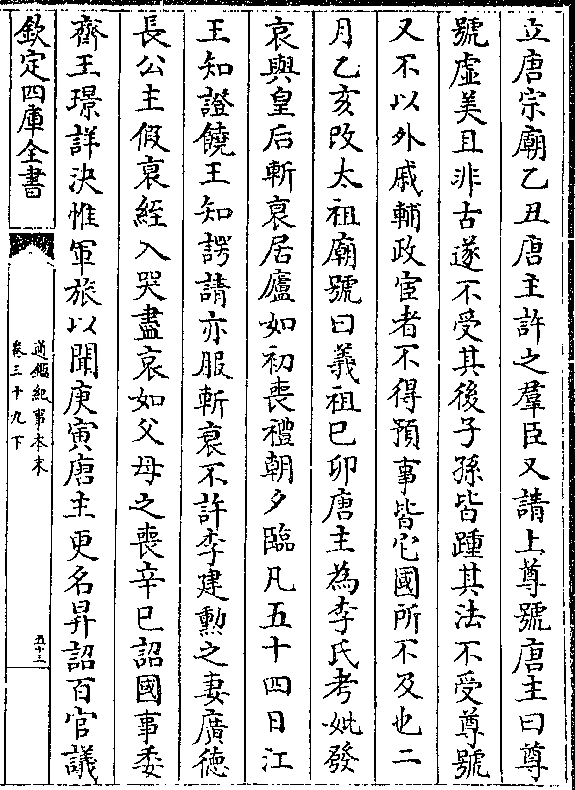 立唐宗廟乙丑唐主許之羣臣又請上尊號唐主曰尊
號虛美且非古遂不受其後子孫皆踵其法不受尊號
又不以外戚輔政宦者不得預事皆它國所不及也二
月乙亥改太祖廟號曰義祖已卯唐主為李氏考妣發
哀與皇后斬衰居廬如初喪禮朝夕臨凡五十四日江
王知證饒王知諤請亦服斬衰不許李建勲之妻廣德
長公主假衰絰入哭盡哀如父母之喪辛巳詔國事委
齊王璟詳決惟軍旅以聞庚寅唐主更名昪詔百官議
欽定四庫全書
通鑑紀事本末
卷三十九下
五十三